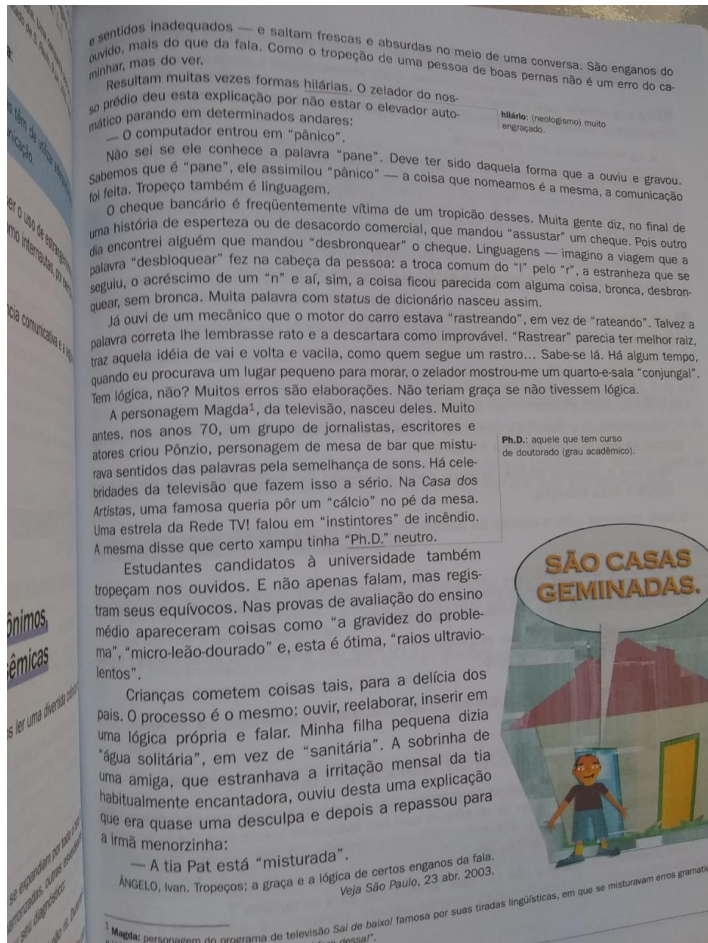 e sentidos inadequados — e saltam frescas e absurdas no meio de uma conversa. São enganos do
ouvido, mais do que da fala. Como o tropeção de uma pessoa de boas pernas não é um erro do ca-
minhar, mas do ver.
Resultam muitas vezes formas hilárias. O zelador do nos-
so prédio deu esta explicação por não estar o elevador auto-
mático parando em determinados andares:
— O computador entrou em "pânico".
hilário: (neologismo) muito
engraçado.
Não sei se ele conhece a palavra "pane". Deve ter sido daquela forma que a ouviu e gravou.
Sabemos que é "pane", ele assimilou "pânico" — a coisa que nomeamos é a mesma, a comunicação
foi feita. Tropeço também é linguagem.
O cheque bancário é freqüentemente vítima de um tropicão desses. Muita gente diz, no final de
uma história de esperteza ou de desacordo comercial, que mandou "assustar" um cheque. Pois outro
dia encontrei alguém que mandou "desbronquear" o cheque. Linguagens — imagino a viagem que a
palavra "desbloquear" fez na cabeça da pessoa: a troca comum do "l" pelo "r", a estranheza que se
seguiu, o acréscimo de um "n" e aí, sim, a coisa ficou parecida com alguma coisa, bronca, desbron-
quear, sem bronca. Muita palavra com status de dicionário nasceu assim.
Já ouvi de um mecânico que o motor do carro estava "rastreando", em vez de "rateando". Talvez a
palavra correta lhe lembrasse rato e a descartara como improvável. "Rastrear" parecia ter melhor raiz,
traz aquela idéia de vai e volta e vacila, como quem segue um rastro... Sabe-se lá. Há algum tempo,
quando eu procurava um lugar pequeno para morar, o zelador mostrou-me um quarto-e-sala "conjungal".
Tem lógica, não? Muitos erros são elaborações. Não teriam graça se não tivessem lógica.
A personagem Magda¹, da televisão, nasceu deles. Muito
antes, nos anos 70, um grupo de jornalistas, escritores e
atores criou Pônzio, personagem de mesa de bar que mistu-
rava sentidos das palavras pela semelhança de sons. Há cele-
bridades da televisão que fazem isso a sério. Na Casa dos
Artistas, uma famosa queria pôr um "cálcio" no pé da mesa.
Uma estrela da Rede TV! falou em "instintores" de incêndio.
A mesma disse que certo xampu tinha "Ph.D." neutro.
Ph.D.: aquele que tem curso
de doutorado (grau acadêmico).
Estudantes candidatos à universidade também
tropeçam nos ouvidos. E não apenas falam, mas regis-
tram seus equívocos. Nas provas de avaliação do ensino
médio apareceram coisas como "a gravidez do proble-
ma", "micro-leão-dourado" e, esta é ótima, "raios ultravio-
lentos".
Crianças cometem coisas tais, para a delícia dos
pais. O processo é o mesmo: ouvir, reelaborar, inserir em
uma lógica própria e falar. Minha filha pequena dizia
"água solitária", em vez de "sanitária". A sobrinha de
uma amiga, que estranhava a irritação mensal da tia
habitualmente encantadora, ouviu desta uma explicação
que era quase uma desculpa e depois a repassou para
a irmã menorzinha:
— A tia Pat está "misturada".
ÂNGELO, Ivan. Tropeços; a graça e a lógica de certos enganos da fala.
Veja São Paulo, 23 abr. 2003.
SÃO CASAS
GEMINADAS.
¹ Magda: personagem do programa de televisão Sai de baixo! famosa por suas tiradas lingüísticas, em que se misturavam erros